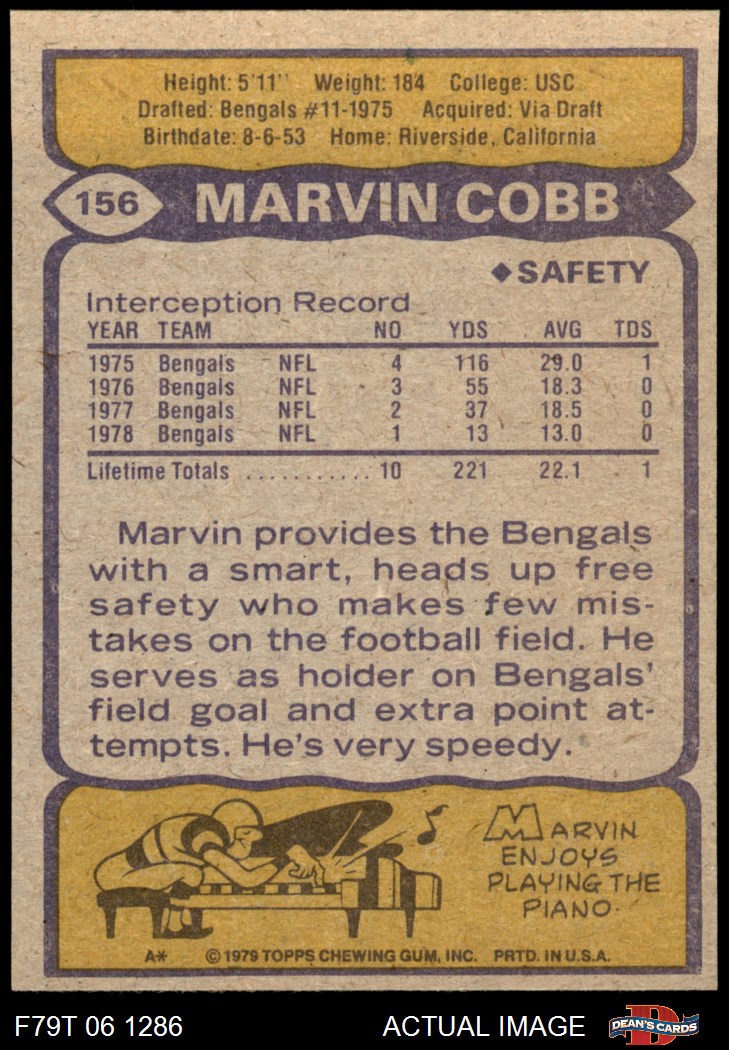 Height: 5'11" Weight: 184 College: USC
Drafted: Bengals #11-1975 Acquired: Via Draft
Birthdate: 8-6-53 Home: Riverside, California
156 MARVIN COBB
◆SAFETY
Interception Record
YEAR TEAM NO YDS AVG TDS
1975 Bengals NFL 4 116 29.0 1
1976 Bengals NFL 3 55 18.3 0
1977 Bengals NFL 2 37 18.5 0
1978 Bengals NFL 1 13 13.0 0
Lifetime Totals ........... 10 221 22.1 1
Marvin provides the Bengals
with a smart, heads up free
safety who makes few mis-
takes on the football field. He
serves as holder on Bengals'
field goal and extra point at-
tempts. He's very speedy.
MARVIN
ENJOYS
PLAYING THE
PIANO.
A* © 1979 TOPPS CHEWING GUM, INC. PRTD. IN U.S.A.
F79T 06 1286 ACTUAL IMAGE D DEAN'S CARDS